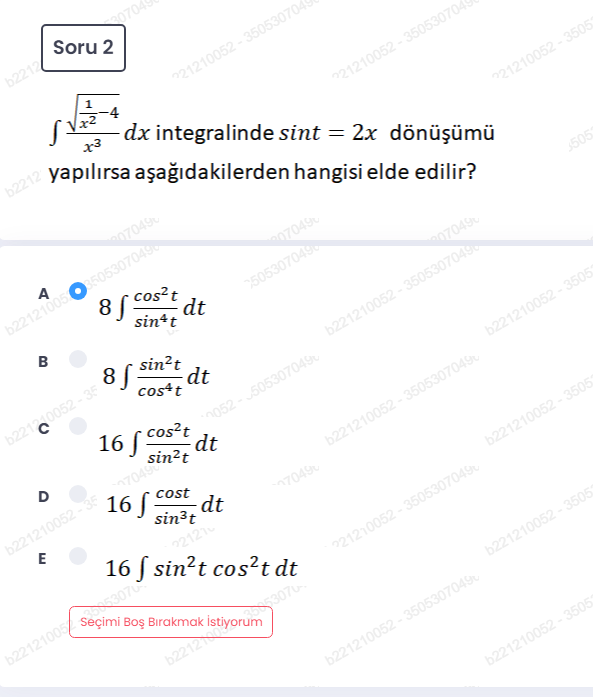 Soru 2
∫ √(1/x² −4) / x³ dx integralinde sint = 2x dönüşümü
yapılırsa aşağıdakilerden hangisi elde edilir?
A 8 ∫ cos²t / sin⁴t dt
B 8 ∫ sin²t / cos⁴t dt
C 16 ∫ cos²t / sin²t dt
D 16 ∫ cost / sin³t dt
E 16 ∫ sin²t cos²t dt
Seçimi Boş Bırakmak İstiyorum